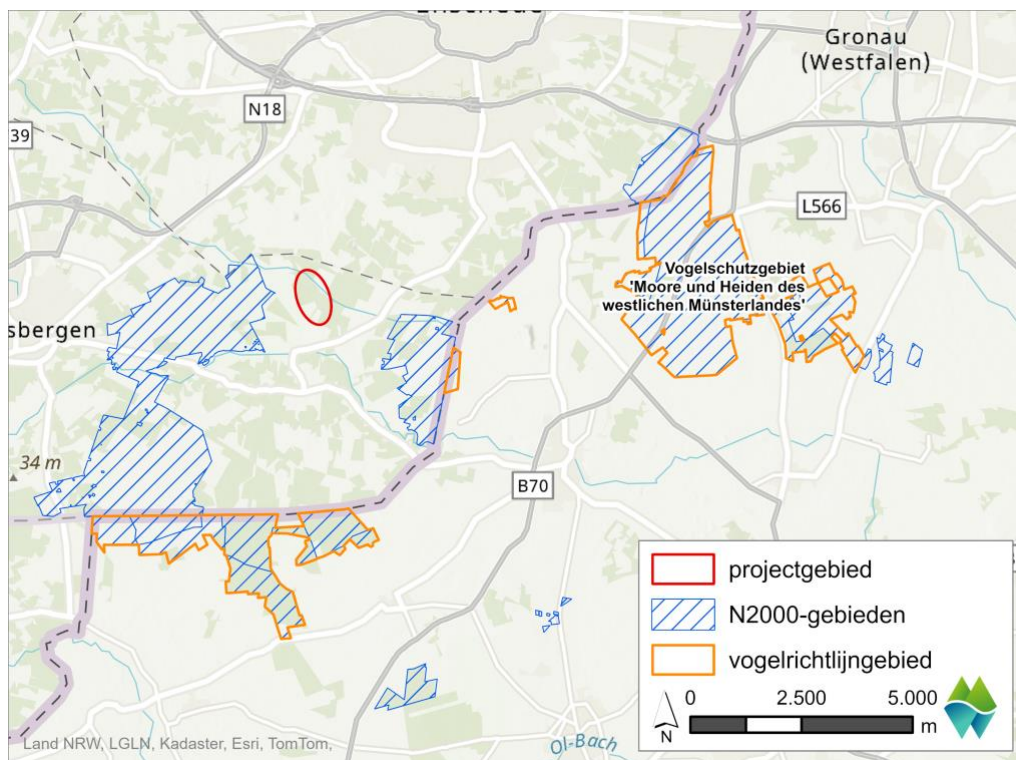 Gronau
(Westfalen)
N18
39
L566
Vogelschutzgebiet
'Moore und Heiden des
westlichen Münsterlandes'
sbergen
34 m
B70
projectgebied
N2000-gebieden
vogelrichtlijngebied
0 2.500 5.000
m
N
Land NRW, LGLN, Kadaster, Esri, TomTom,
Ol-Bach